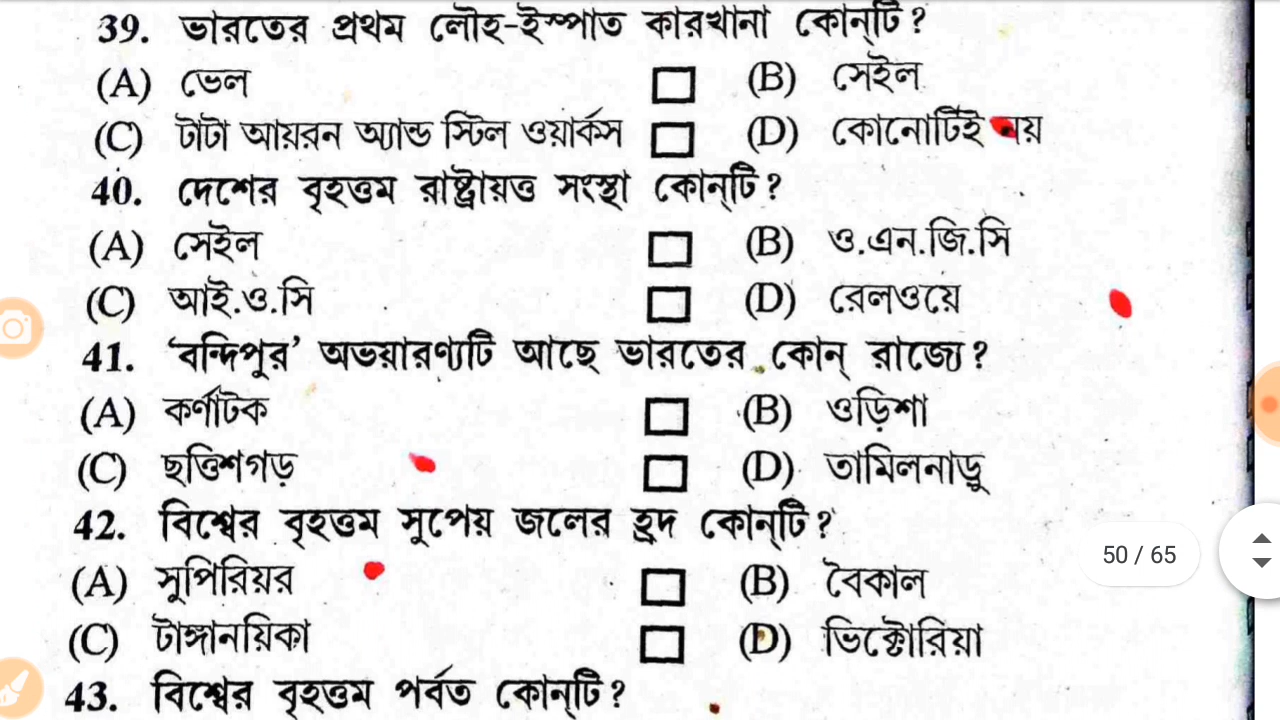 39. ভারতের প্রথম লৌহ-ইস্পাত কারখানা কোন্‌টি?
(A) ভেল (B) সেইল
(C) টাটা আয়রন অ্যান্ড স্টিল ওয়ার্কস (D) কোনোটিই নয়
40. দেশের বৃহত্তম রাষ্ট্রায়ত্ত সংস্থা কোন্‌টি?
(A) সেইল (B) ও.এন.জি.সি
(C) আই.ও.সি (D) রেলওয়ে
41. ‘বন্দিপুর’ অভয়ারণ্যটি আছে ভারতের কোন্ রাজ্যে?
(A) কর্ণাটক (B) ওড়িশা
(C) ছত্তিশগড় (D) তামিলনাড়ু
42. বিশ্বের বৃহত্তম সুপেয় জলের হ্রদ কোন্‌টি?
(A) সুপিরিয়র (B) বৈকাল
50 / 65
(C) টাঙ্গানয়িকা (D) ভিক্টোরিয়া
43. বিশ্বের বৃহত্তম পর্বত কোন্‌টি?